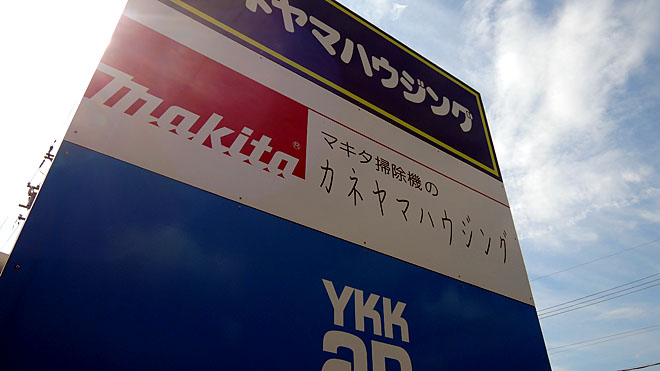 ネヤマハウジング
makita®
マキタ掃除機の
カネヤマハウジング
YKK
ap